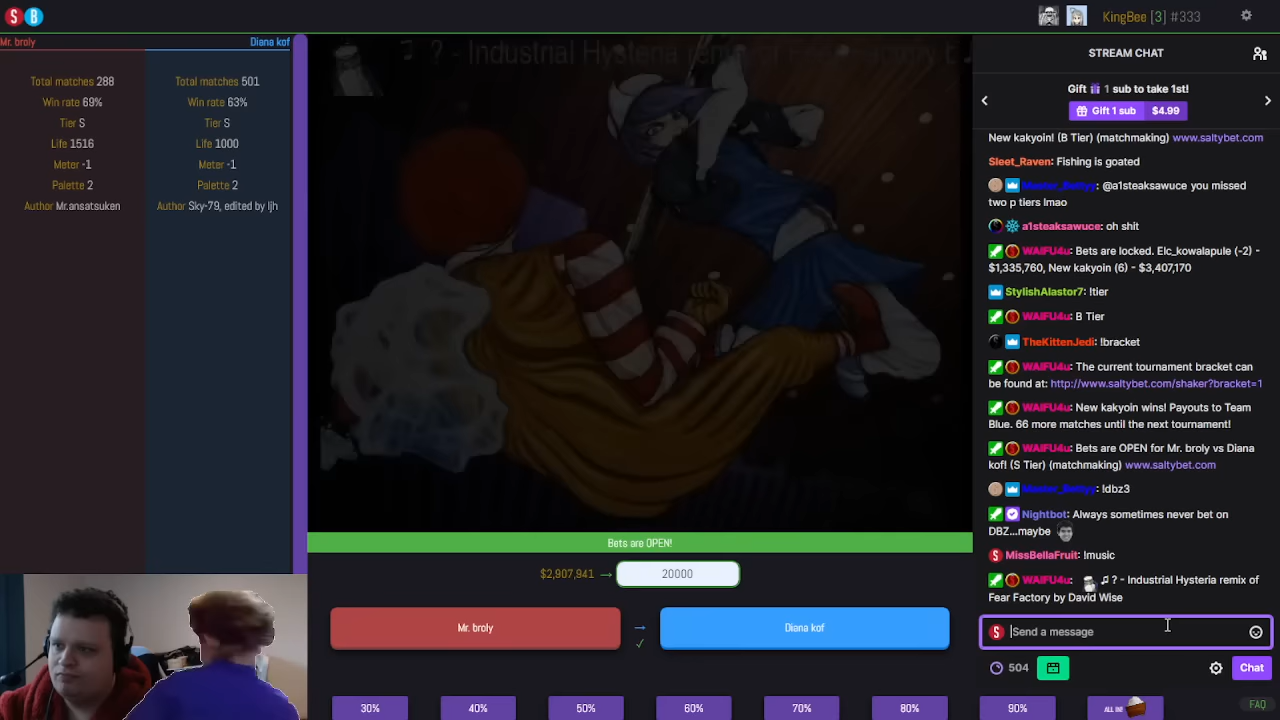 S B
KingBee [3] #333
Mr. broly
Diana kof
Total matches 288
Win rate 69%
Tier S
Life 1516
Meter -1
Palette 2
Author Mr.ansatsuken
Total matches 501
Win rate 63%
Tier S
Life 1000
Meter -1
Palette 2
Author Sky-79, edited by ljh
♫ ? - Industrial Hysteria remix of
Bets are OPEN!
$2,907,941 → 20000
Mr. broly
→
✓
Diana kof
30%
40%
50%
60%
70%
80%
90%
ALL IN!
FAQ
STREAM CHAT
Gift 1 sub to take 1st!
Gift 1 sub $4.99
New kakyoin! (B Tier) (matchmaking) www.saltybet.com
Sleet_Raven: Fishing is goated
@a1steaksawuce you missed
two p tiers lmao
a1steaksawuce: oh shit
WAIFU4u: Bets are locked. Elc_kowalapule (-2) -
$1,335,760, New kakyoin (6) - $3,407,170
StylishAlastor7: !tier
WAIFU4u: B Tier
TheKittenJedi: !bracket
WAIFU4u: The current tournament bracket can
be found at: http://www.saltybet.com/shaker?bracket=1
WAIFU4u: New kakyoin wins! Payouts to Team
Blue. 66 more matches until the next tournament!
WAIFU4u: Bets are OPEN for Mr. broly vs Diana
kof! (S Tier) (matchmaking) www.saltybet.com
!dbz3
Nightbot: Always sometimes never bet on
DBZ...maybe
MissBellaFruit: !music
WAIFU4u: ♫ ? - Industrial Hysteria remix of
Fear Factory by David Wise
Send a message
504
Chat